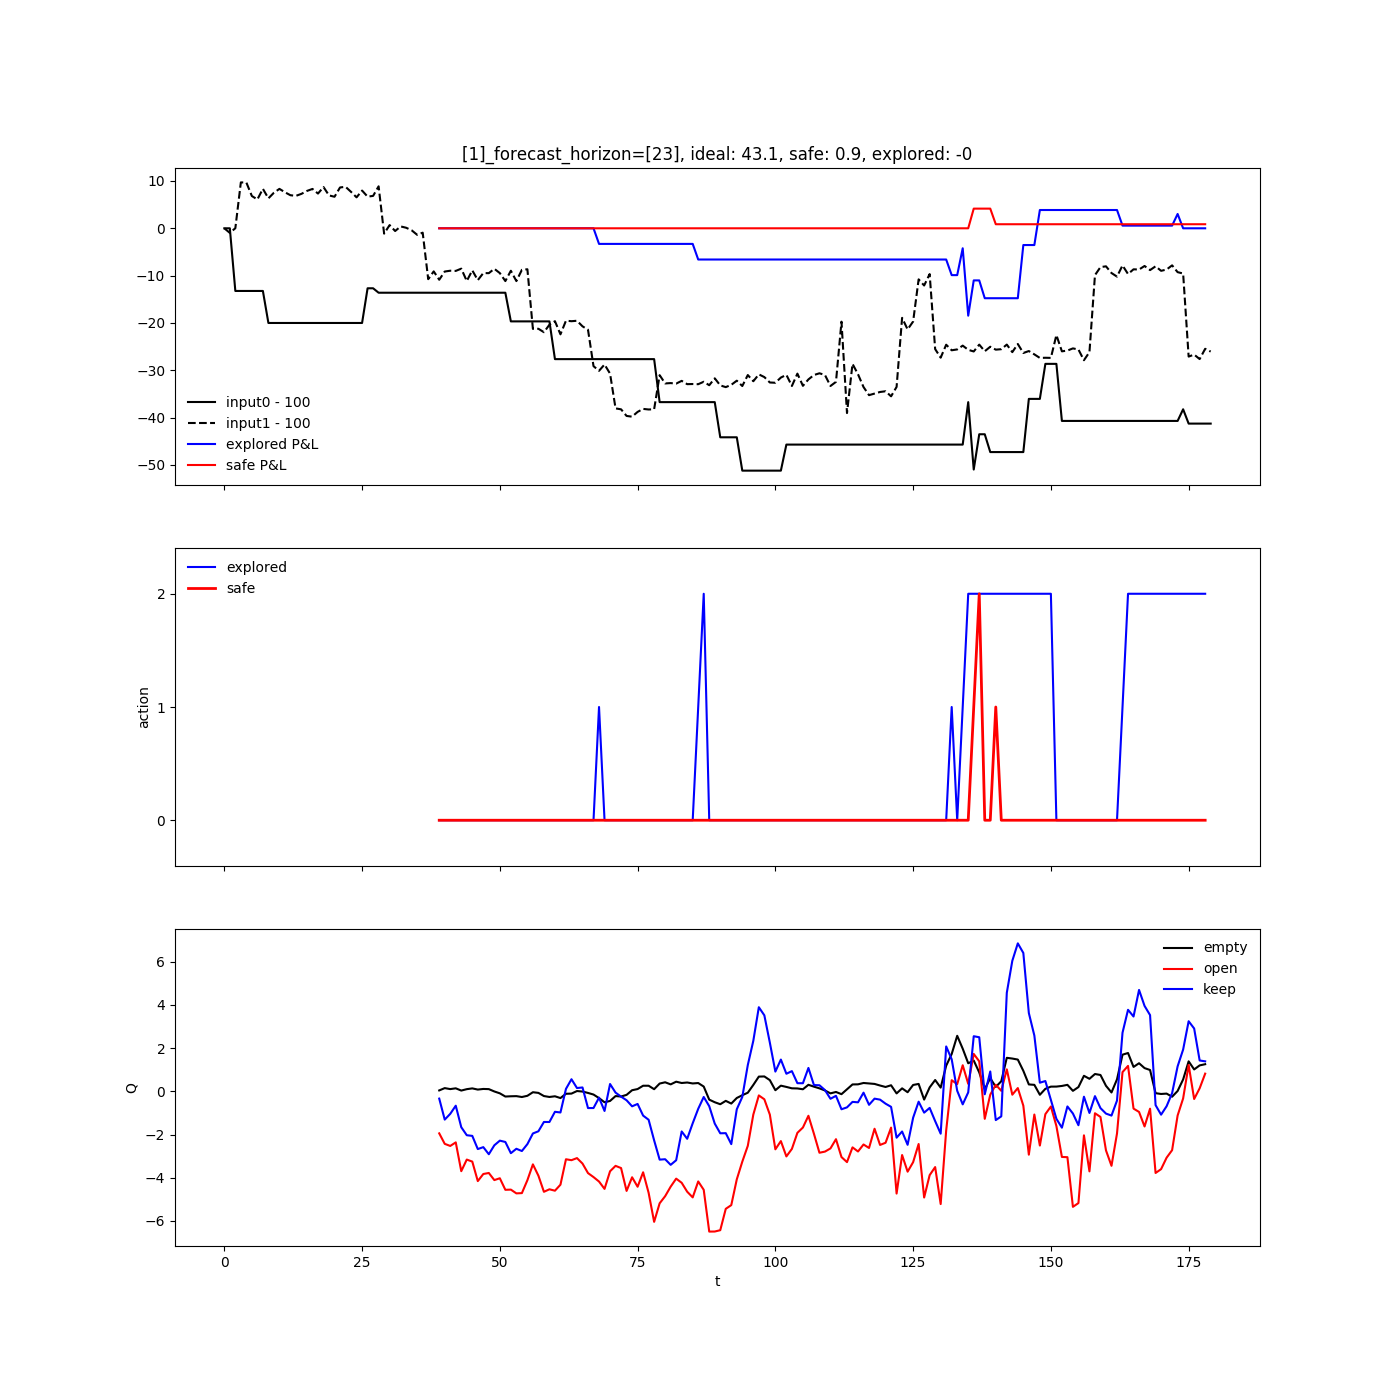 [1]_forecast_horizon=[23], ideal: 43.1, safe: 0.9, explored: -0
10
0
−10
−20
−30
−40
−50
input0 - 100
input1 - 100
explored P&L
safe P&L
explored
safe
2
1
0
action
empty
open
keep
6
4
2
0
−2
−4
−6
Q
0 25 50 75 100 125 150 175
t